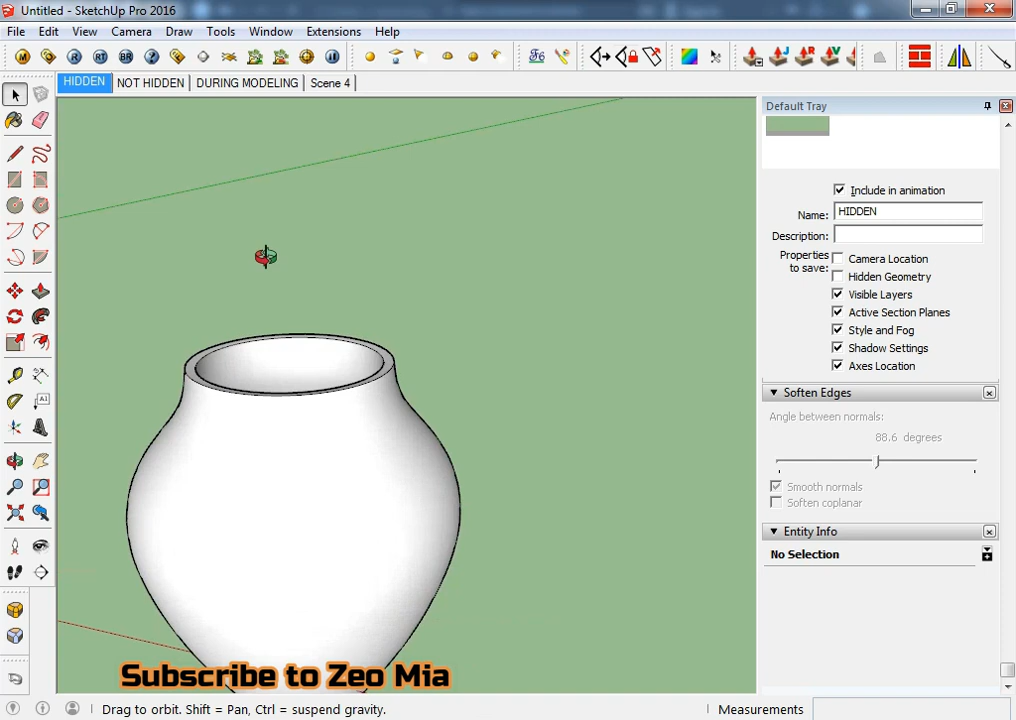 Untitled - SketchUp Pro 2016
File Edit View Camera Draw Tools Window Extensions Help
R RT BR
HIDDEN NOT HIDDEN DURING MODELING Scene 4
Default Tray
Include in animation
Name: HIDDEN
Description:
Properties to save:
Camera Location
Hidden Geometry
Visible Layers
Active Section Planes
Style and Fog
Shadow Settings
Axes Location
Soften Edges
Angle between normals:
88.6 degrees
Smooth normals
Soften coplanar
Entity Info
No Selection
Subscribe to Zeo Mia
Drag to orbit. Shift = Pan, Ctrl = suspend gravity.
Measurements